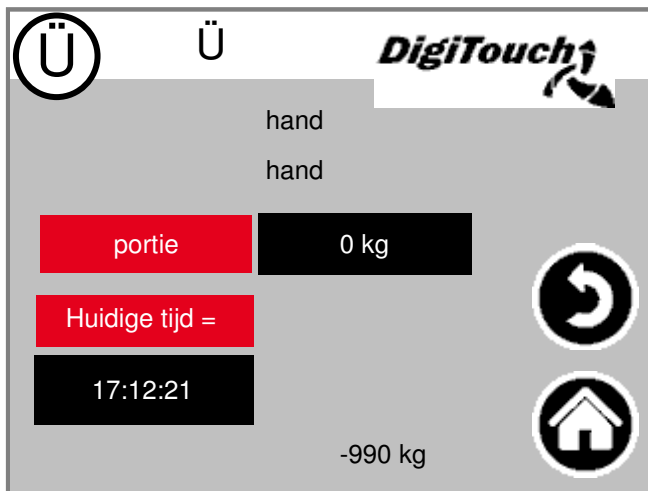 Ü Ü DigiTouch
hand
hand
portie 0 kg
Huidige tijd =
17:12:21
-990 kg